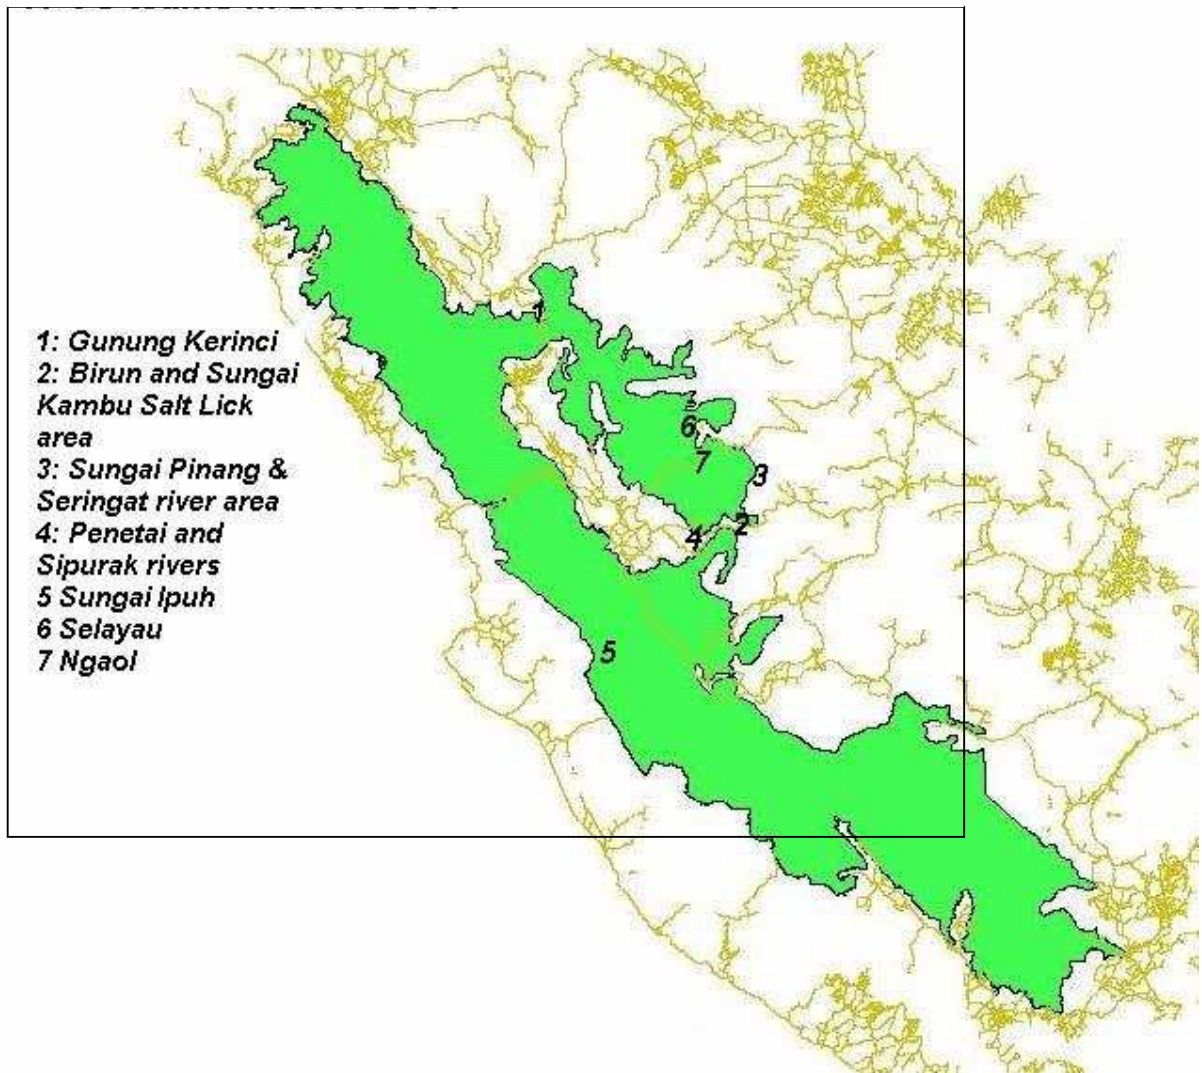 1: Gunung Kerinci
2: Birun and Sungai
Kambu Salt Lick
area
3: Sungai Pinang &
Seringat river area
4: Penetai and
Sipurak rivers
5 Sungai Ipuh
6 Selayau
7 Ngaol
1
6
7
3
2
4
5